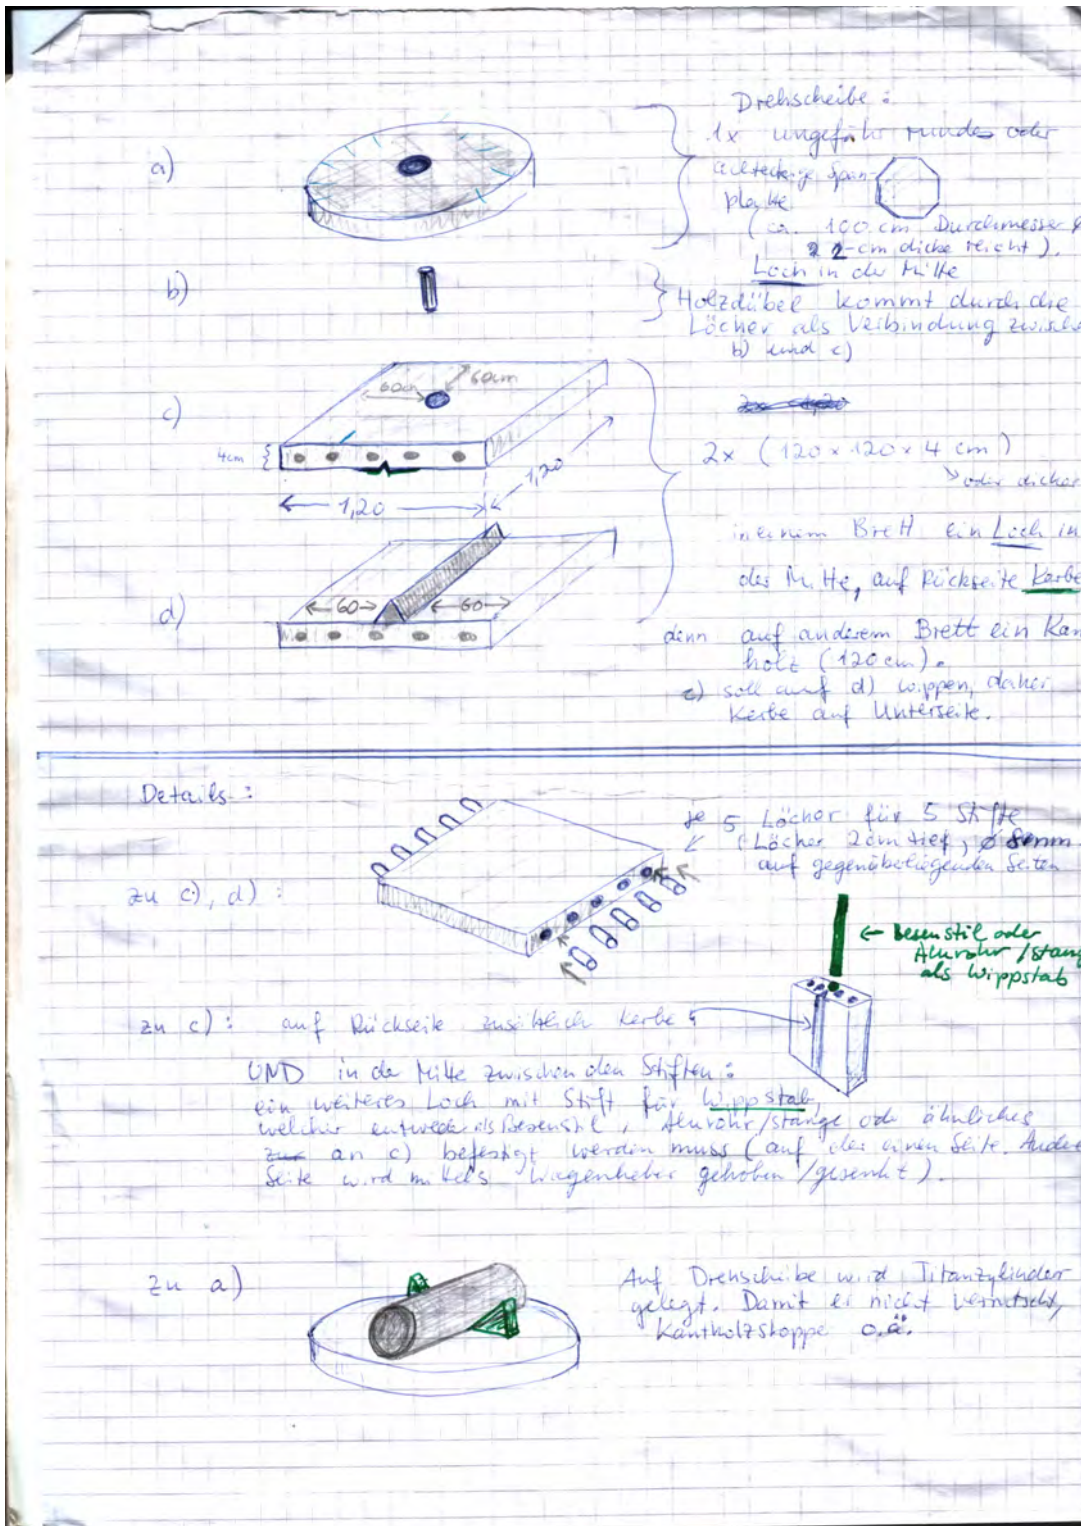 Drehscheibe :
a)
1x ungefähr rundes oder
achteckige Span-
platte
(ca. 100 cm Durchmesser &
2 cm dicke reicht).
Loch in der Mitte
b)
Holzdübel kommt durch die
Löcher als Verbindung zwisch
b) und c)
c)
60cm
60cm
4cm
1,20
1,20
2x (120 x 120 x 4 cm)
oder dicker
in einem Brett ein Loch in
der Mitte, auf Rückseite Kerbe
d)
60
60
denn auf anderem Brett ein Kan
holz (120cm).
c) soll auf d) wippen, daher
Kerbe auf Unterseite.
Details :
zu c), d) :
je 5 Löcher für 5 Stifte
(Löcher 2cm tief, ø 8mm
auf gegenüberliegenden Seiten
← Besenstil oder
Alurohr/stang
als Wippstab
zu c) : auf Rückseite zusätzlich Kerbe
UND in der Mitte zwischen den Stiften :
ein weiteres Loch mit Stift für Wippstab,
welcher entweder als Besenstil, Alurohr/stange oder ähnliches
an c) befestigt werden muss (auf der einen Seite. Andere
Seite wird mittels Wagenheber gehoben/gesenkt).
zu a)
Auf Drehscheibe wird Titanzylinder
gelegt. Damit er nicht verrutscht,
Kantholzstoppe o.ä.